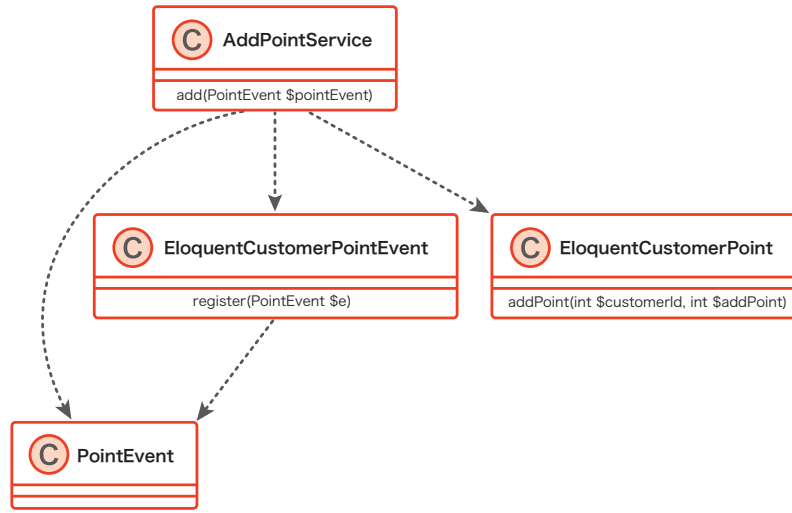 C AddPointService
add(PointEvent $pointEvent)
C EloquentCustomerPointEvent
register(PointEvent $e)
C EloquentCustomerPoint
addPoint(int $customerId, int $addPoint)
C PointEvent